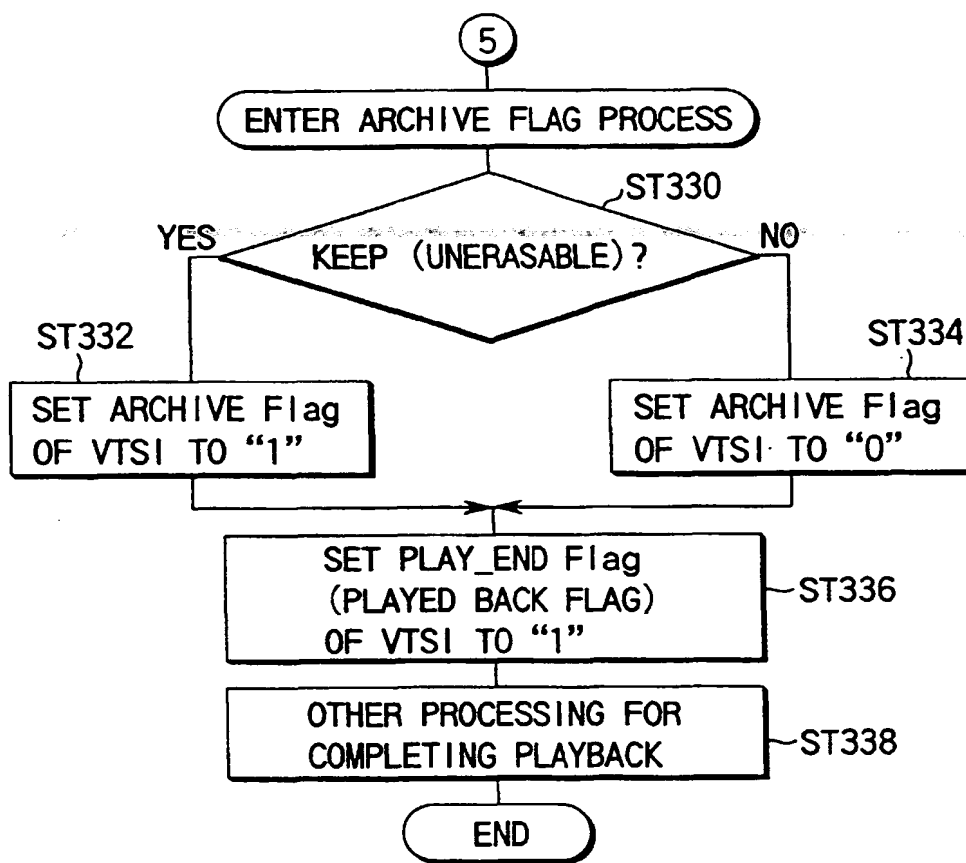 5
ENTER ARCHIVE FLAG PROCESS
ST330
YES
KEEP (UNERASABLE)?
NO
ST332
ST334
SET ARCHIVE Flag
OF VTSI TO “1”
SET ARCHIVE Flag
OF VTSI TO “0”
SET PLAY_END Flag
(PLAYED BACK FLAG)
OF VTSI TO “1”
ST336
OTHER PROCESSING FOR
COMPLETING PLAYBACK
ST338
END